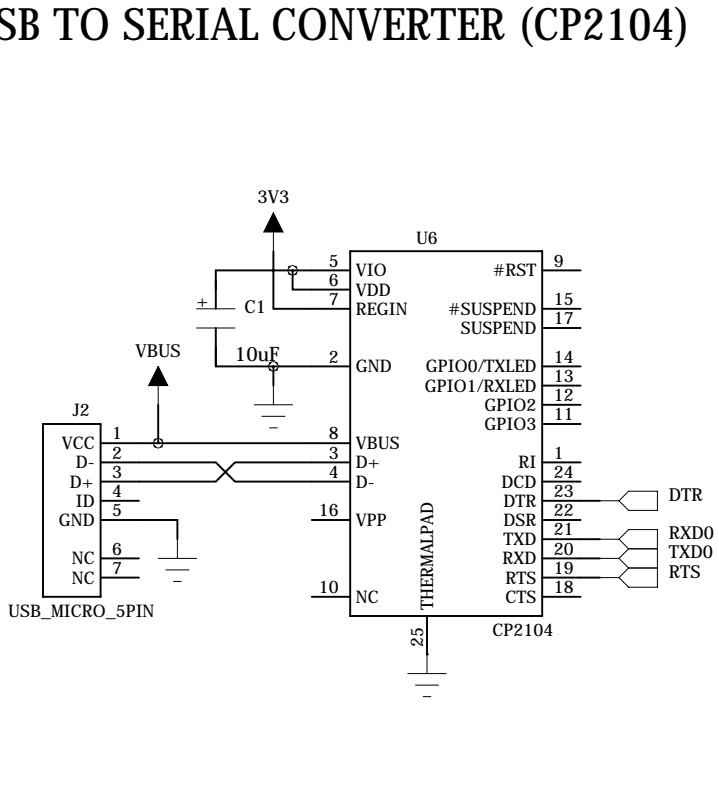 SB TO SERIAL CONVERTER (CP2104)
3V3
U6
5 VIO
6 VDD
7 REGIN
2 GND
8 VBUS
3 D+
4 D-
16 VPP
10 NC
THERMALPAD
25
#RST 9
#SUSPEND 15
SUSPEND 17
GPIO0/TXLED 14
GPIO1/RXLED 13
GPIO2 12
GPIO3 11
RI 1
DCD 24
DTR 23
DSR 22
TXD 21
RXD 20
RTS 19
CTS 18
CP2104
DTR
RXD0
TXD0
RTS
+ C1
10uF
VBUS
J2
VCC 1
D- 2
D+ 3
ID 4
GND 5
NC 6
NC 7
USB_MICRO_5PIN